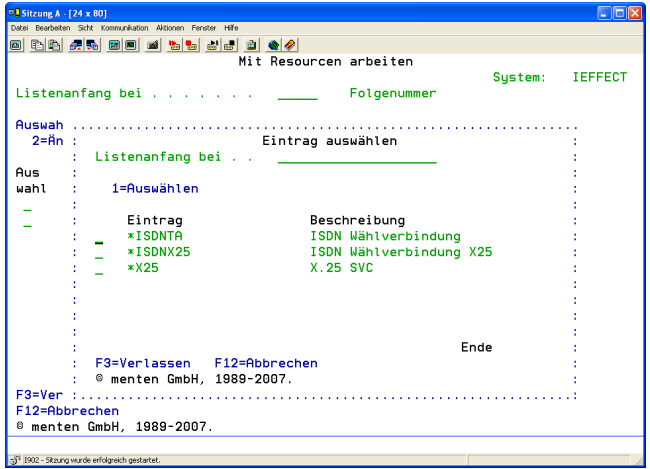 Sitzung A - [24 x 80]
Datei Bearbeiten Sicht Kommunikation Aktionen Fenster Hilfe
Mit Resourcen arbeiten
System: IEFFECT
Listenanfang bei . . . . . . . _____ Folgenummer
Auswah ..............................................................
2=Än : Eintrag auswählen :
: Listenanfang bei . . ____________________ :
Aus : :
wahl : 1=Auswählen :
_ : :
_ : Eintrag Beschreibung :
: _ *ISDNTA ISDN Wählverbindung :
: _ *ISDNX25 ISDN Wählverbindung X25 :
: _ *X25 X.25 SVC :
: :
: :
: :
: :
: Ende :
: F3=Verlassen F12=Abbrechen :
: © menten GmbH, 1989-2007. :
F3=Ver :.............................................................:
F12=Abbrechen
© menten GmbH, 1989-2007.
I902 - Sitzung wurde erfolgreich gestartet.